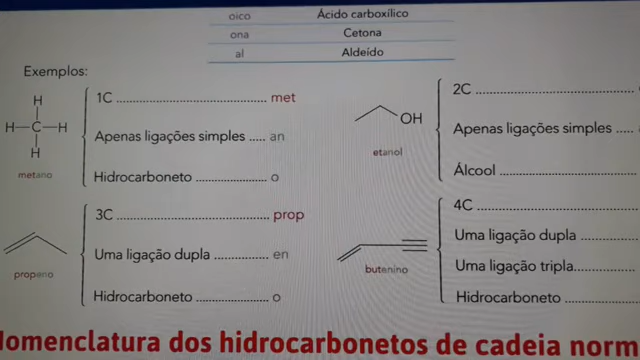 oico Ácido carboxílico
ona Cetona
al Aldeído
Exemplos:
H
H C H
H
metano
1C ........................................ met
Apenas ligações simples ..... an
Hidrocarboneto .................... o
OH
etanol
2C ........................................
Apenas ligações simples .....
Álcool ....................................
propeno
3C ........................................ prop
Uma ligação dupla ............... en
Hidrocarboneto .................... o
butenino
4C ........................................
Uma ligação dupla ...............
Uma ligação tripla................
Hidrocarboneto ....................
Nomenclatura dos hidrocarbonetos de cadeia norm